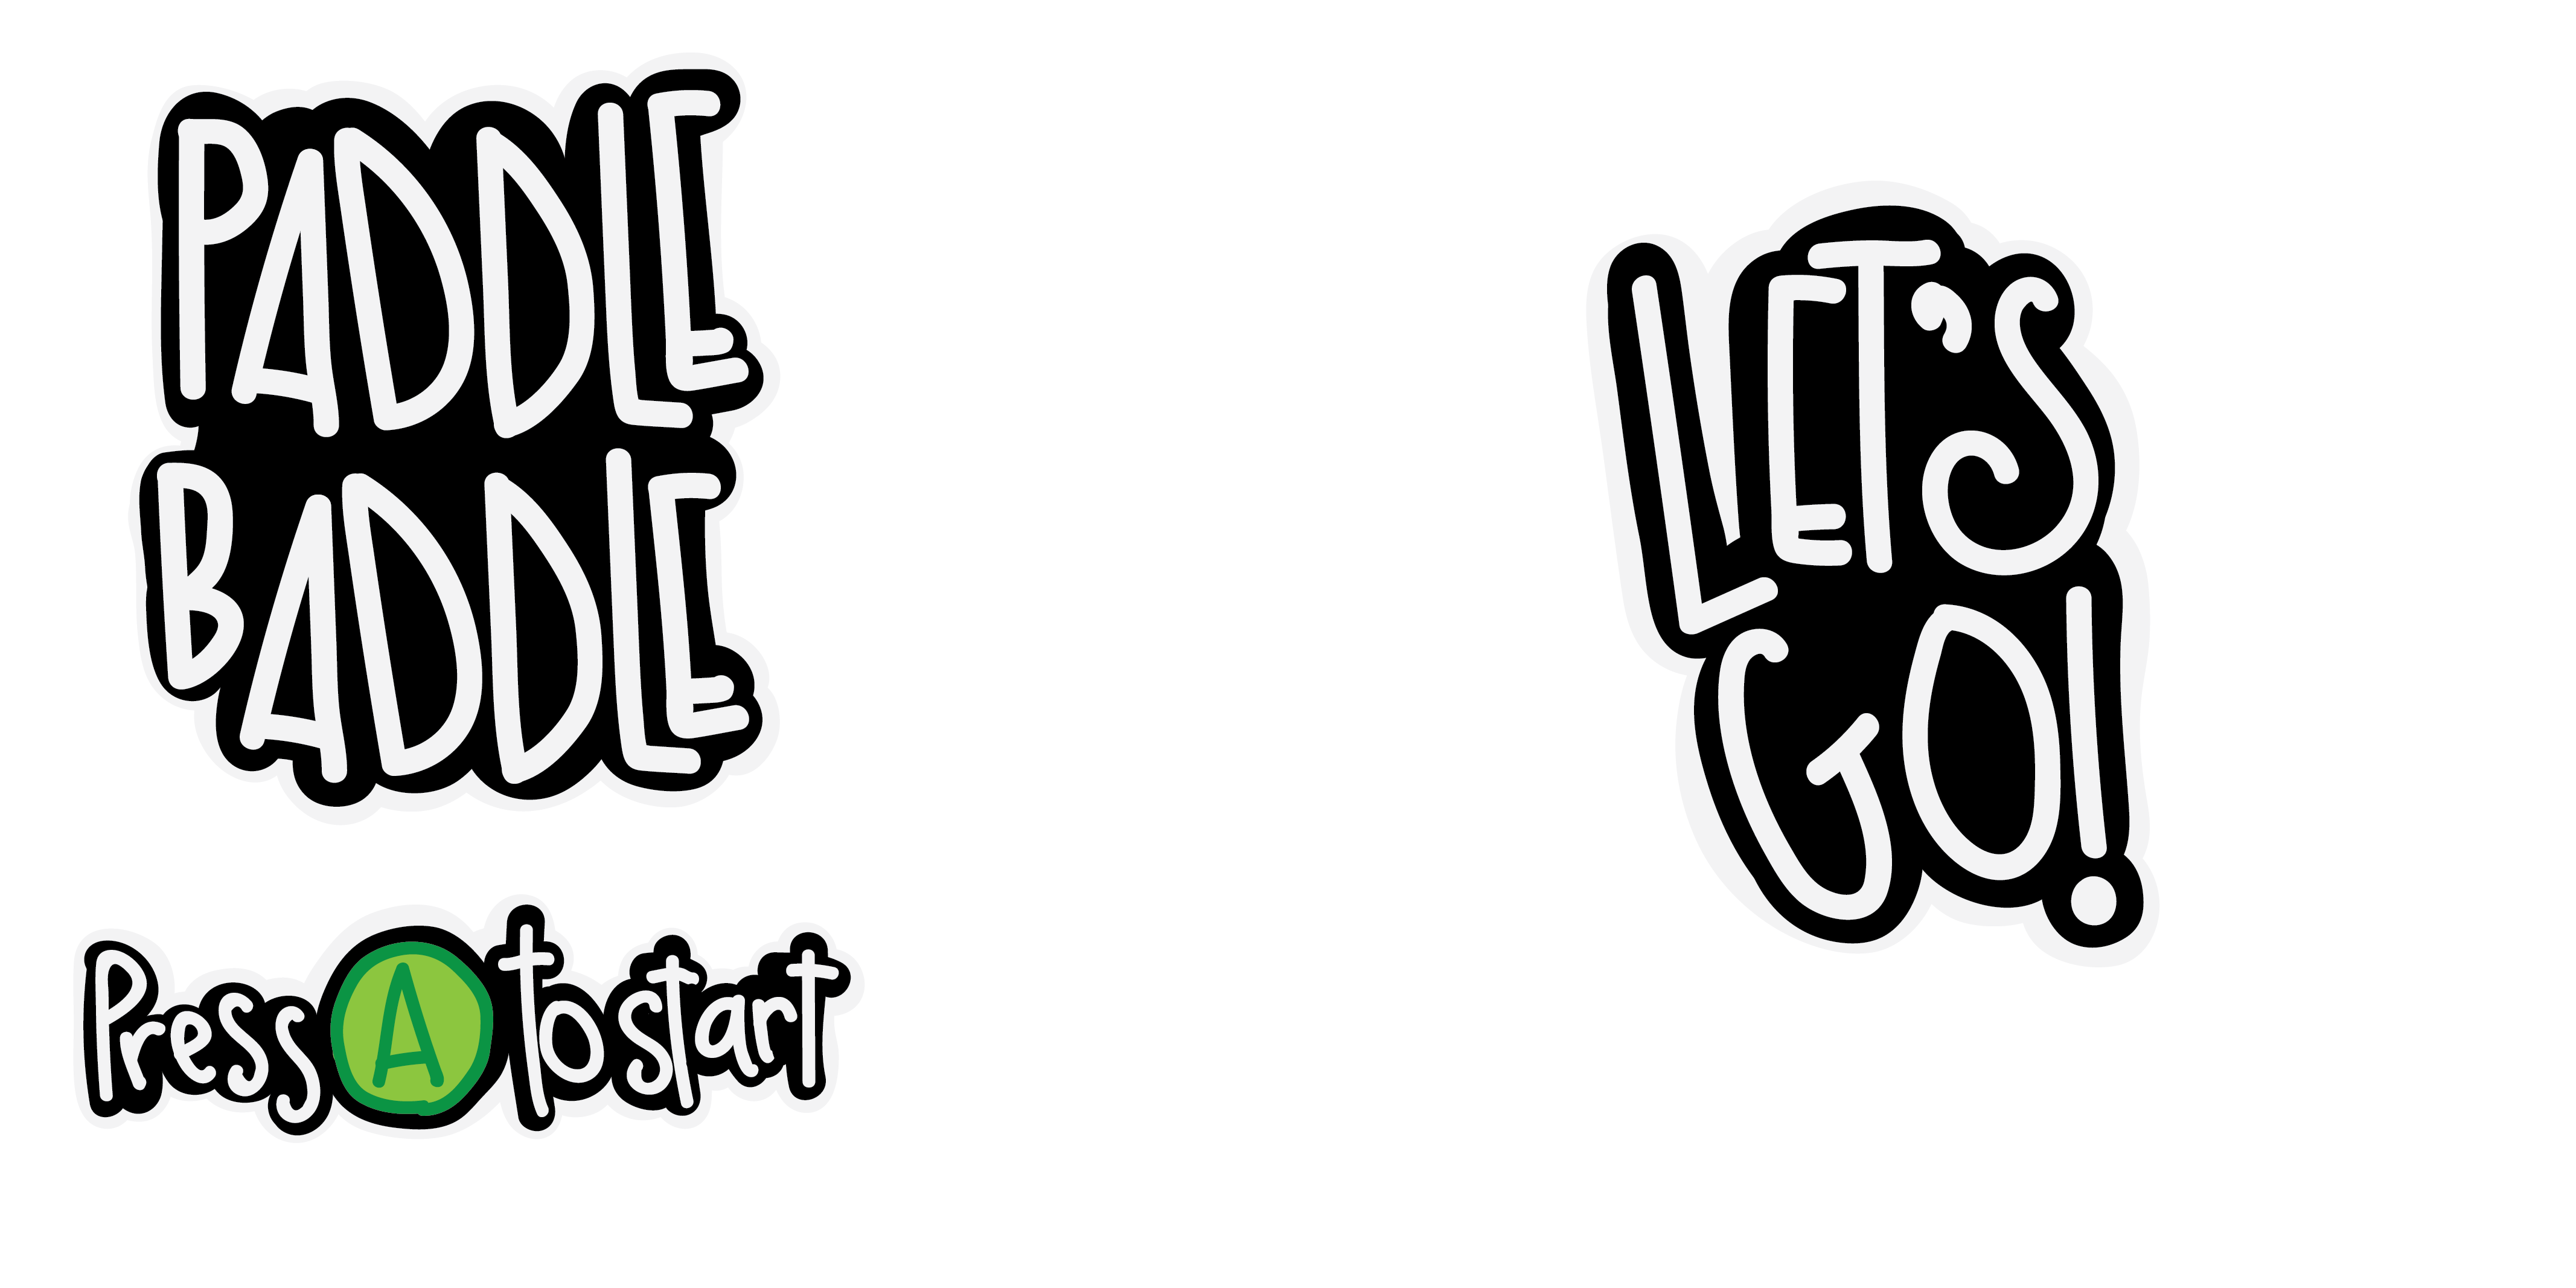 PADDLE
BADDLE
Press A to start
LET'S
GO!